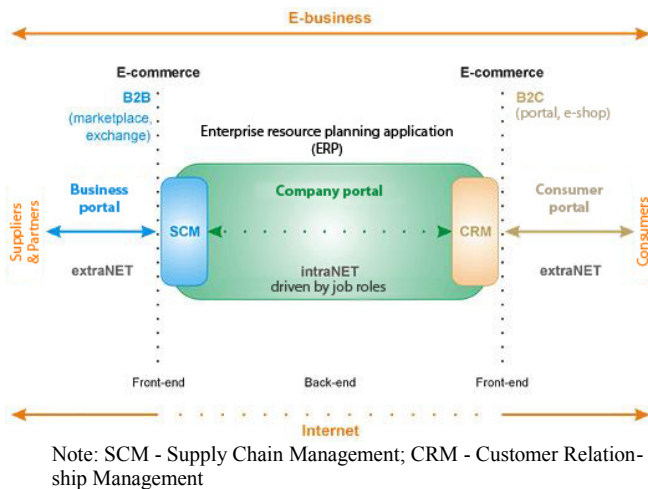 E-business
E-commerce
E-commerce
B2B
(marketplace,
exchange)
B2C
(portal, e-shop)
Enterprise resource planning application
(ERP)
Suppliers
& Partners
Business
portal
SCM
Company portal
CRM
Consumer
portal
Consumers
extraNET
intraNET
driven by job roles
extraNET
Front-end
Back-end
Front-end
Internet
Note: SCM - Supply Chain Management; CRM - Customer Relation-
ship Management